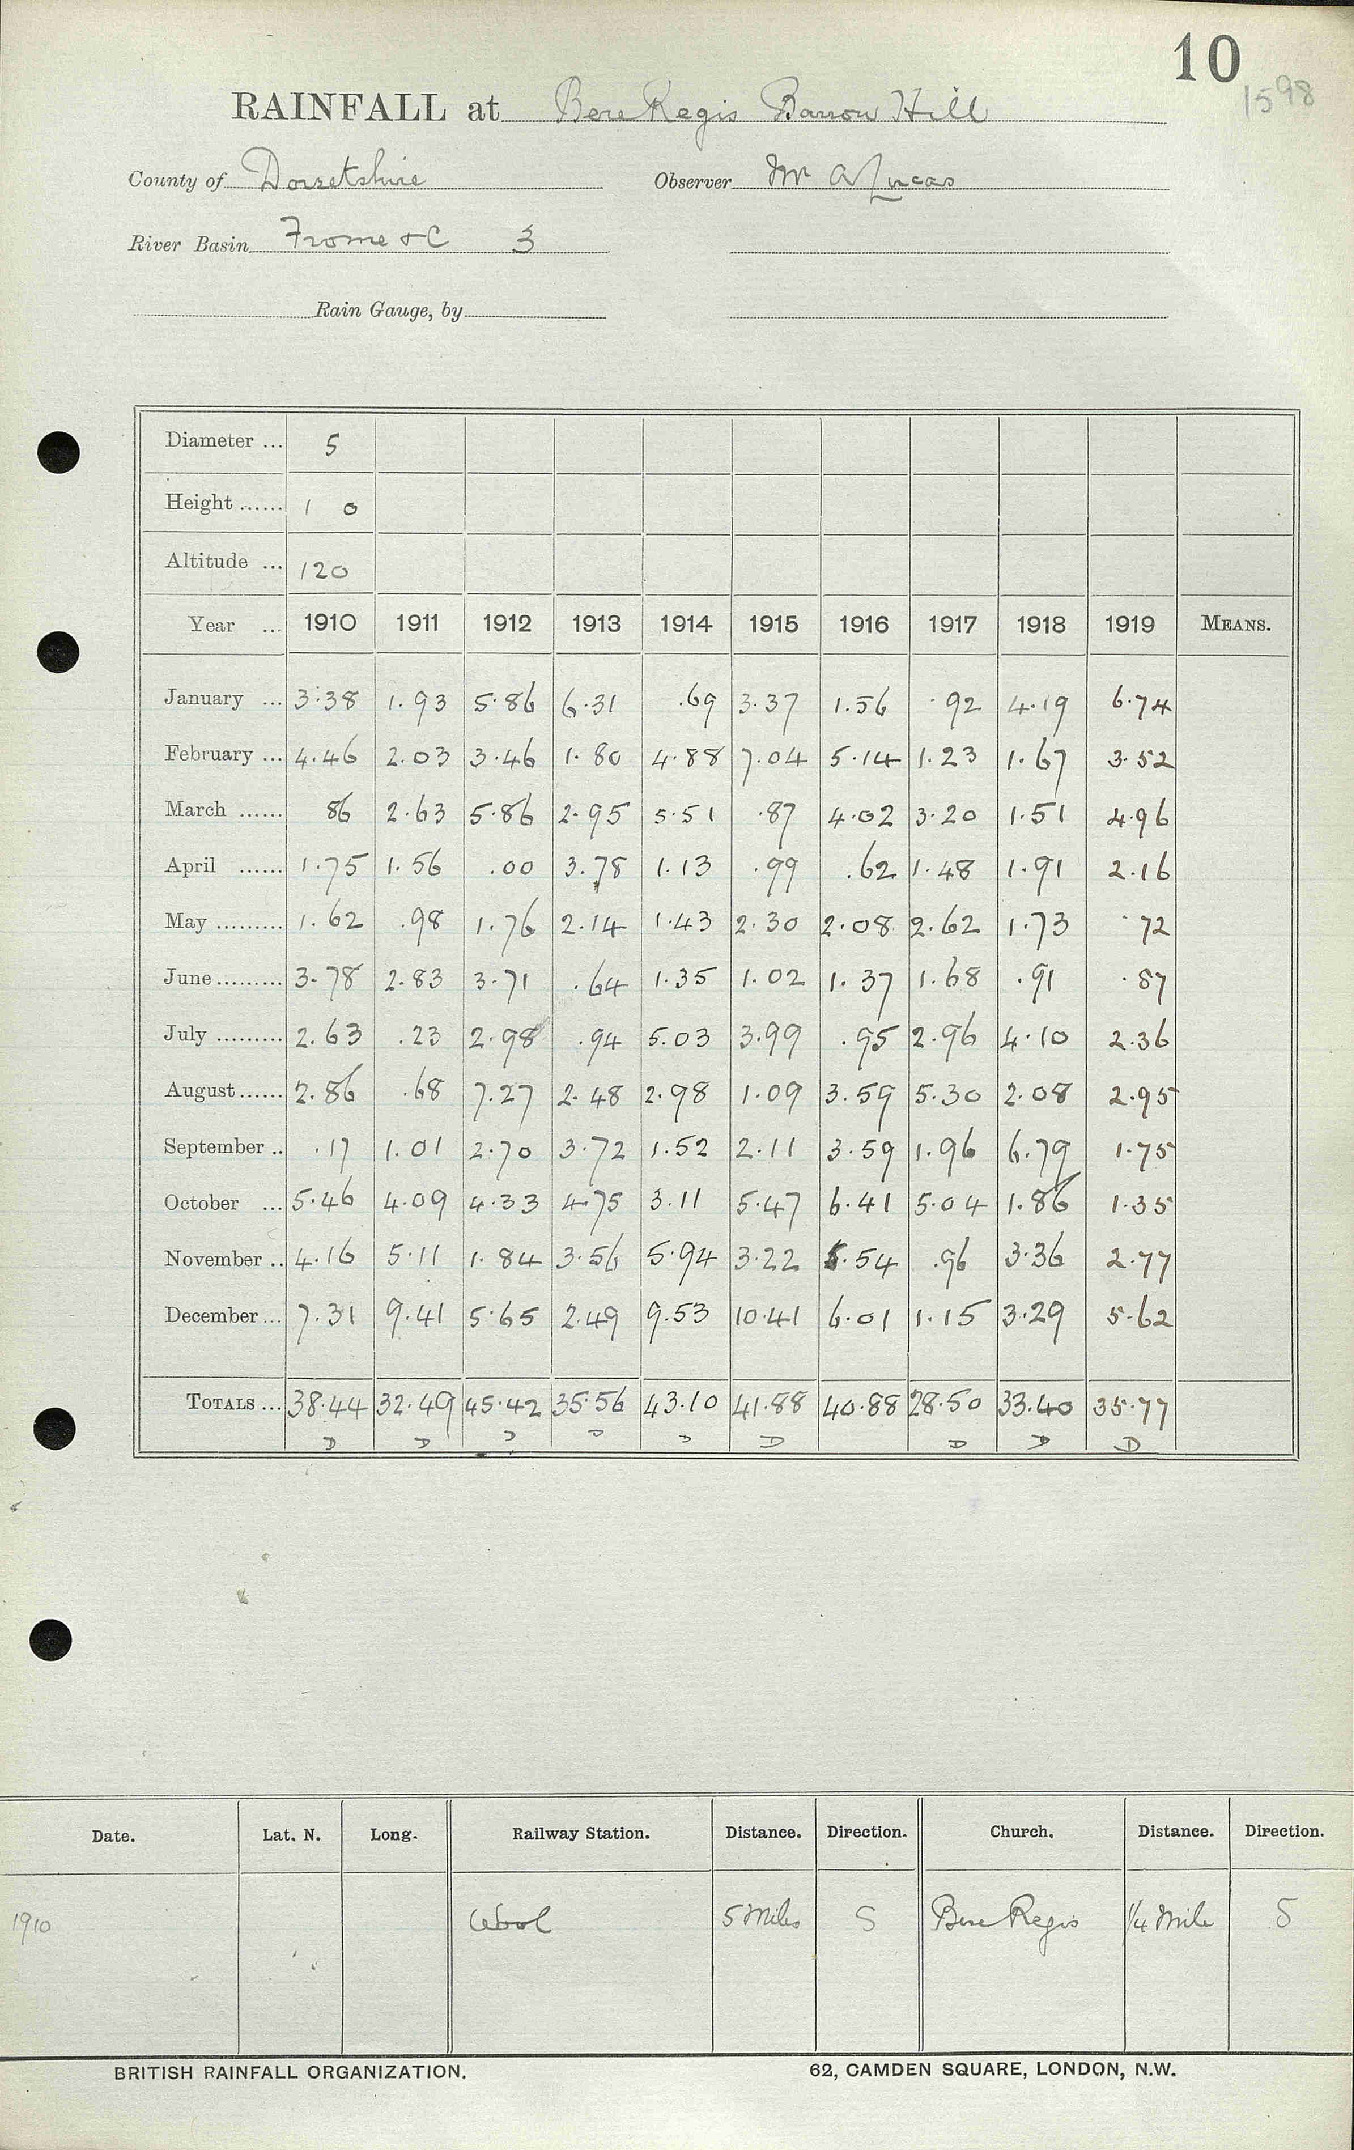 10
1598
RAINFALL at Bere Regis Barrow Hill
County of Dorsetshire Observer Mr A Lucas
River Basin Frome &C 3
Rain Gauge, by
Diameter ... 5
Height ...... 1 0
Altitude ... 120
Year ... 1910 1911 1912 1913 1914 1915 1916 1917 1918 1919 MEANS.
January ... 3.38 1.93 5.86 6.31 .69 3.37 1.56 .92 4.19 6.74
February ... 4.46 2.03 3.46 1.80 4.88 7.04 5.14 1.23 1.67 3.52
March ...... 86 2.63 5.86 2.95 5.51 .87 4.02 3.20 1.51 4.96
April ...... 1.75 1.56 .00 3.78 1.13 .99 .62 1.48 1.91 2.16
May ......... 1.62 .98 1.76 2.14 1.43 2.30 2.08 2.62 1.73 .72
June ......... 3.78 2.83 3.71 .64 1.35 1.02 1.37 1.68 .91 .87
July ......... 2.63 .23 2.98 .94 5.03 3.99 .95 2.96 4.10 2.36
August ...... 2.86 .68 7.27 2.48 2.98 1.09 3.59 5.30 2.08 2.95
September .. .17 1.01 2.70 3.72 1.52 2.11 3.59 1.96 6.79 1.75
October ... 5.46 4.09 4.33 4.75 3.11 5.47 6.41 5.04 1.86 1.35
November .. 4.16 5.11 1.84 3.56 5.94 3.22 5.54 .96 3.36 2.77
December ... 7.31 9.41 5.65 2.49 9.53 10.41 6.01 1.15 3.29 5.62
TOTALS ... 38.44 32.49 45.42 35.56 43.10 41.88 40.88 28.50 33.40 35.77
D D D D D D D D D
Date. Lat. N. Long. Railway Station. Distance. Direction. Church. Distance. Direction.
1910 Wool 5 Miles S Bere Regis 1/4 Mile S
BRITISH RAINFALL ORGANIZATION. 62, CAMDEN SQUARE, LONDON, N.W.